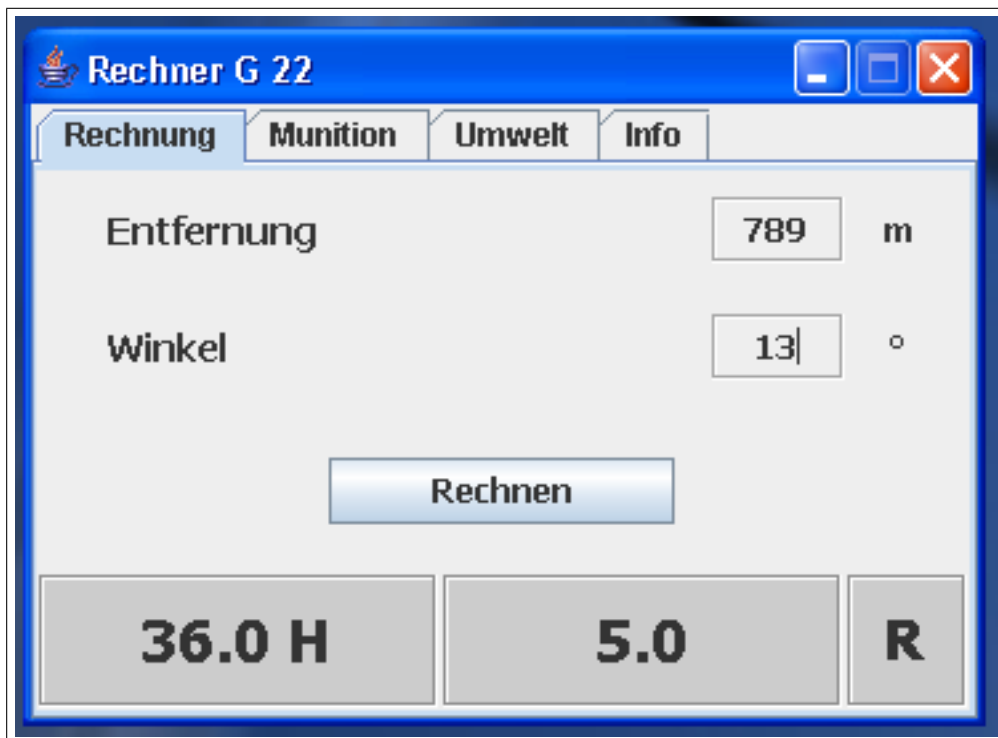 Rechner G 22
Rechnung Munition Umwelt Info
Entfernung 789 m
Winkel 13 °
Rechnen
36.0 H 5.0 R